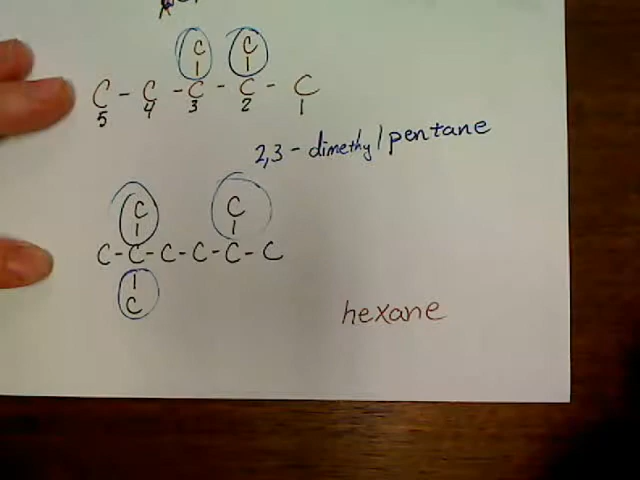 C C
C - C - C - C - C
5 4 3 2 1
2,3 - dimethyl pentane
C C
C - C - C - C - C - C
C
hexane